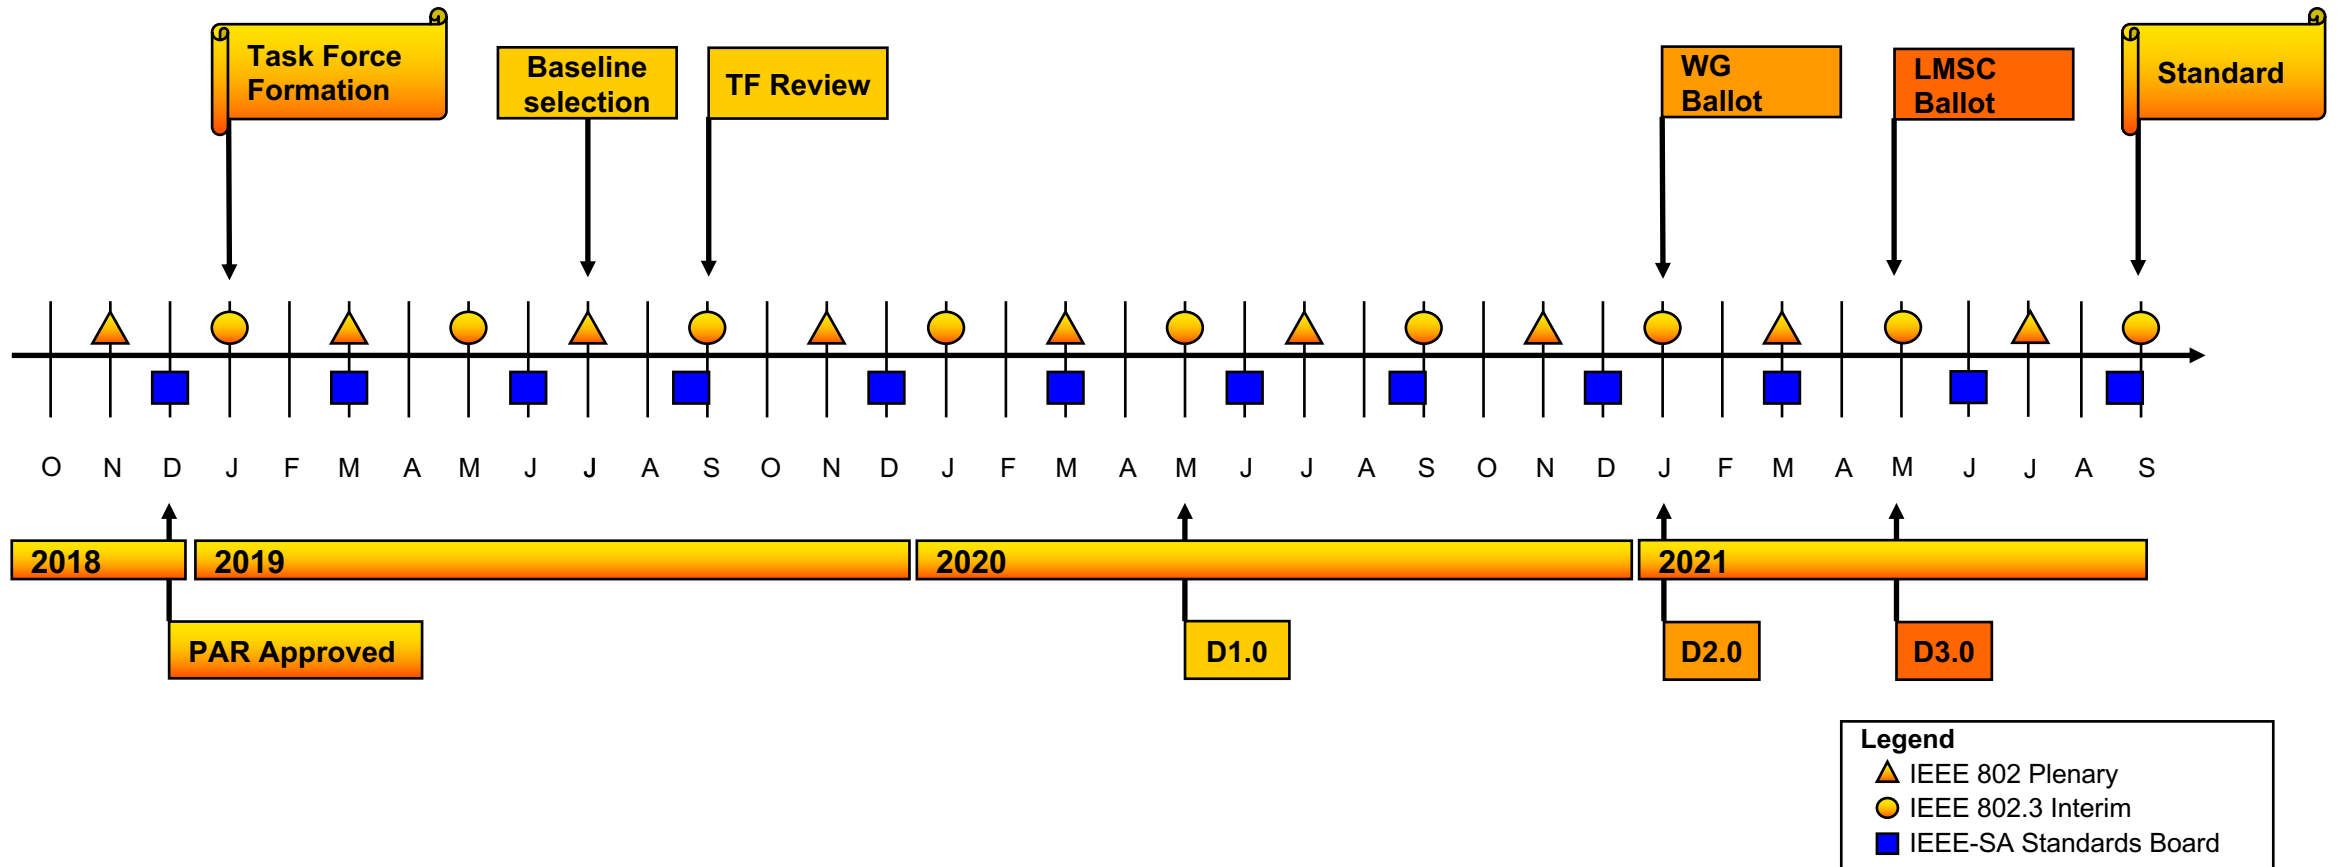 Task Force
Formation
Baseline
selection
TF Review
WG
Ballot
LMSC
Ballot
Standard
O N D J F M A M J J A S O N D J F M A M J J A S O N D J F M A M J J A S
2018 2019 2020 2021
PAR Approved D1.0 D2.0 D3.0
Legend
IEEE 802 Plenary
IEEE 802.3 Interim
IEEE-SA Standards Board